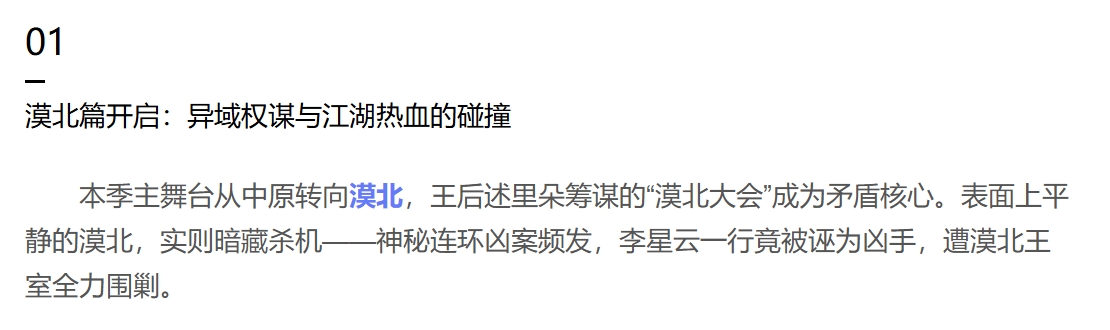 01
漠北篇开启：异域权谋与江湖热血的碰撞
本季主舞台从中原转向漠北，王后述里朵筹谋的“漠北大会”成为矛盾核心。表面上平
静的漠北，实则暗藏杀机——神秘连环凶案频发，李星云一行竟被诬为凶手，遭漠北王
室全力围剿。